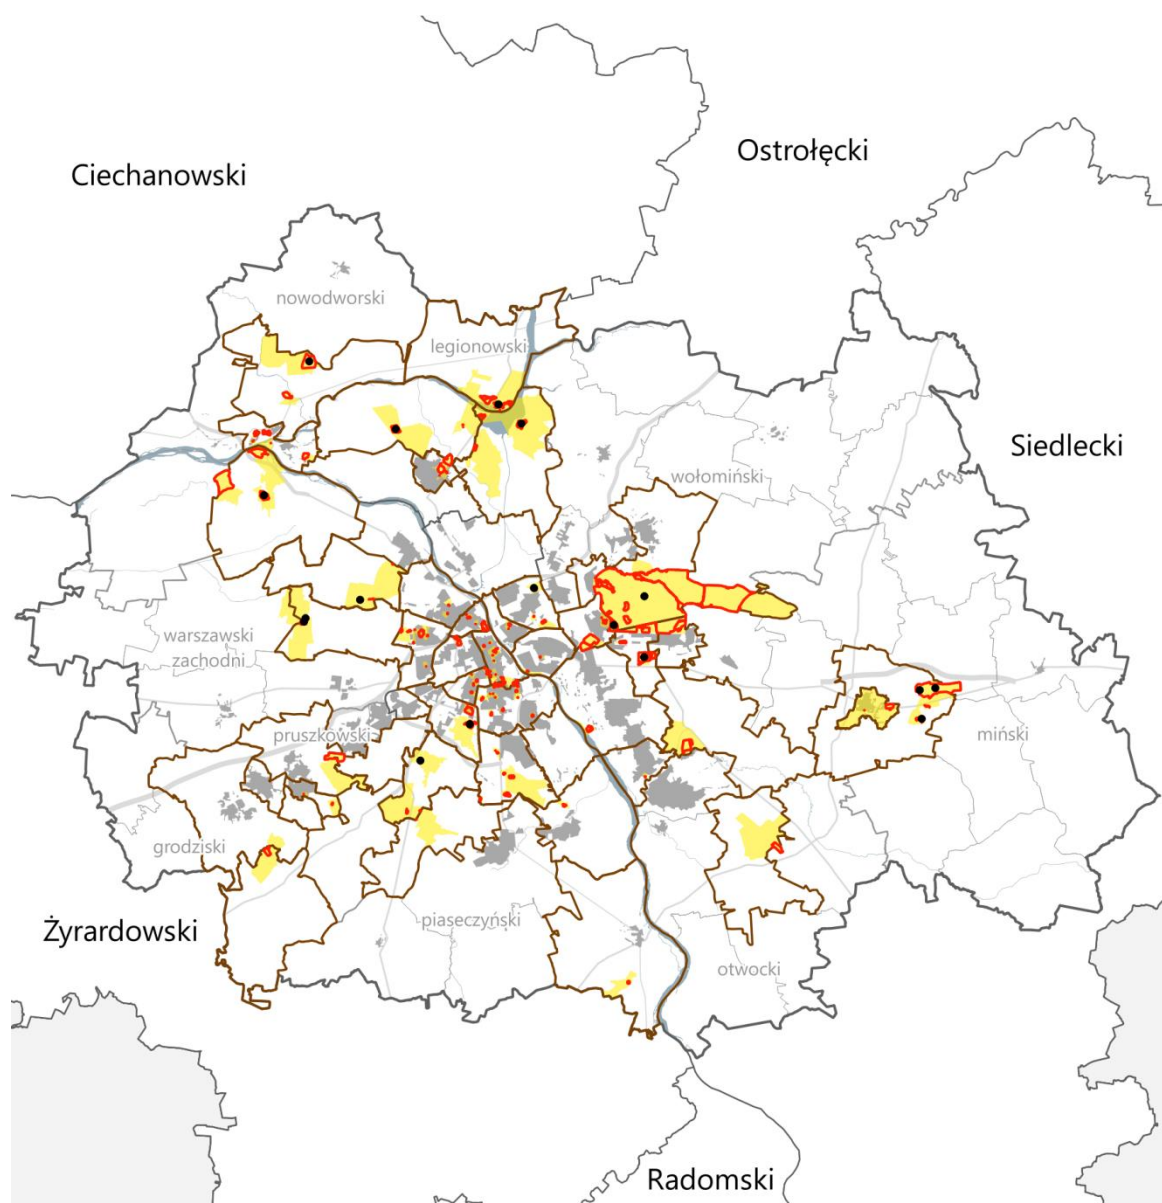 Ostrołęcki
Ciechanowski
nowodworski
legionowski
Siedlecki
wołomiński
warszawski
zachodni
pruszkowski
miński
grodziski
piaseczyński
Żyrardowski
otwocki
Radomski